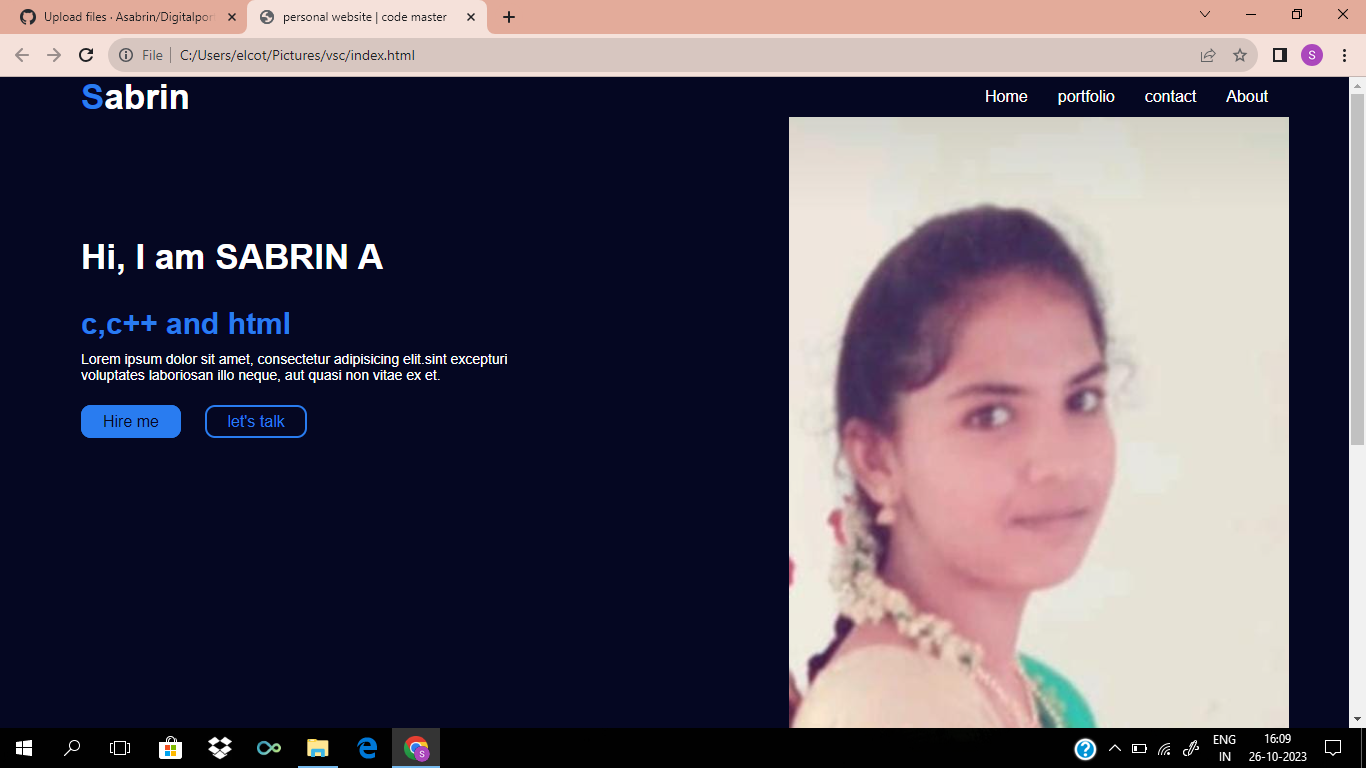 Upload files · Asabrin/Digitalpor
personal website | code master
File
C:/Users/elcot/Pictures/vsc/index.html
S
Sabrin
Home portfolio contact About
Hi, I am SABRIN A
c,c++ and html
Lorem ipsum dolor sit amet, consectetur adipisicing elit.sint excepturi
voluptates laboriosan illo neque, aut quasi non vitae ex et.
Hire me let's talk
S
ENG
IN
16:09
26-10-2023